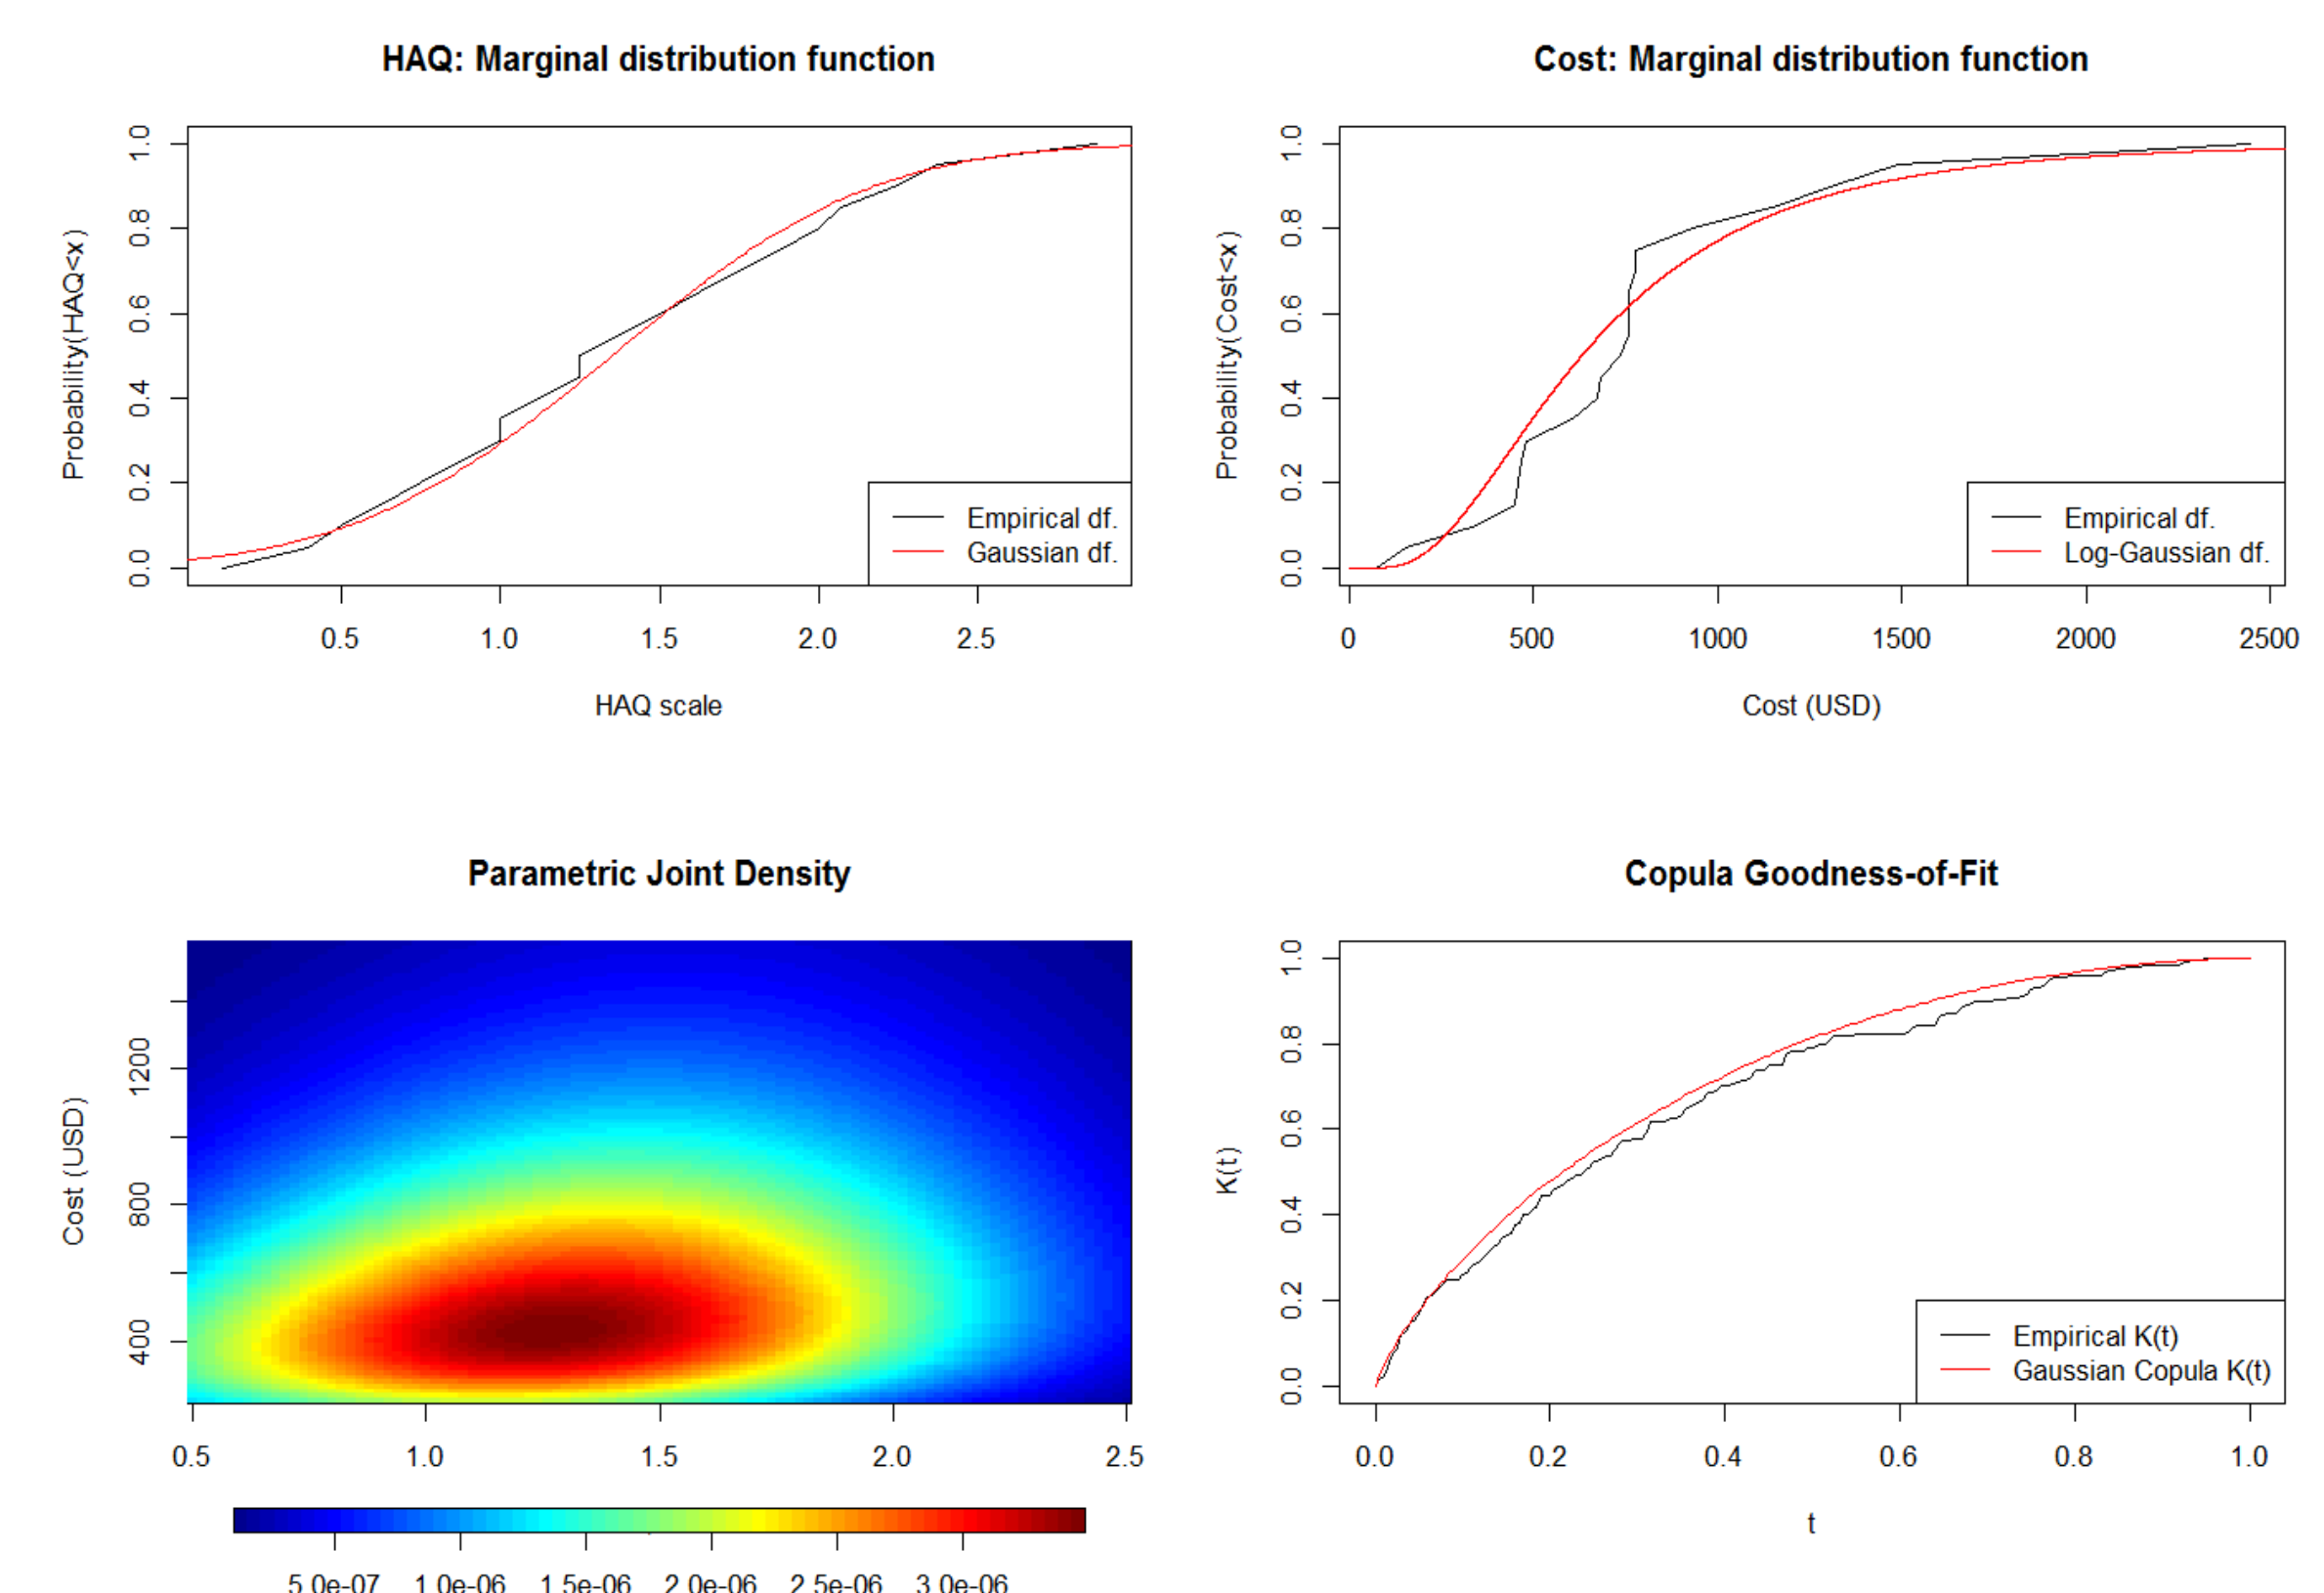 HAQ: Marginal distribution function
Probability(HAQ<x)
0.0 0.2 0.4 0.6 0.8 1.0
Empirical df.
Gaussian df.
0.5 1.0 1.5 2.0 2.5
HAQ scale
Cost: Marginal distribution function
Probability(Cost<x)
0.0 0.2 0.4 0.6 0.8 1.0
Empirical df.
Log-Gaussian df.
0 500 1000 1500 2000 2500
Cost (USD)
Parametric Joint Density
Cost (USD)
400 800 1200
0.5 1.0 1.5 2.0 2.5
5.0e-07 1.0e-06 1.5e-06 2.0e-06 2.5e-06 3.0e-06
Copula Goodness-of-Fit
K(t)
0.0 0.2 0.4 0.6 0.8 1.0
Empirical K(t)
Gaussian Copula K(t)
0.0 0.2 0.4 0.6 0.8 1.0
t